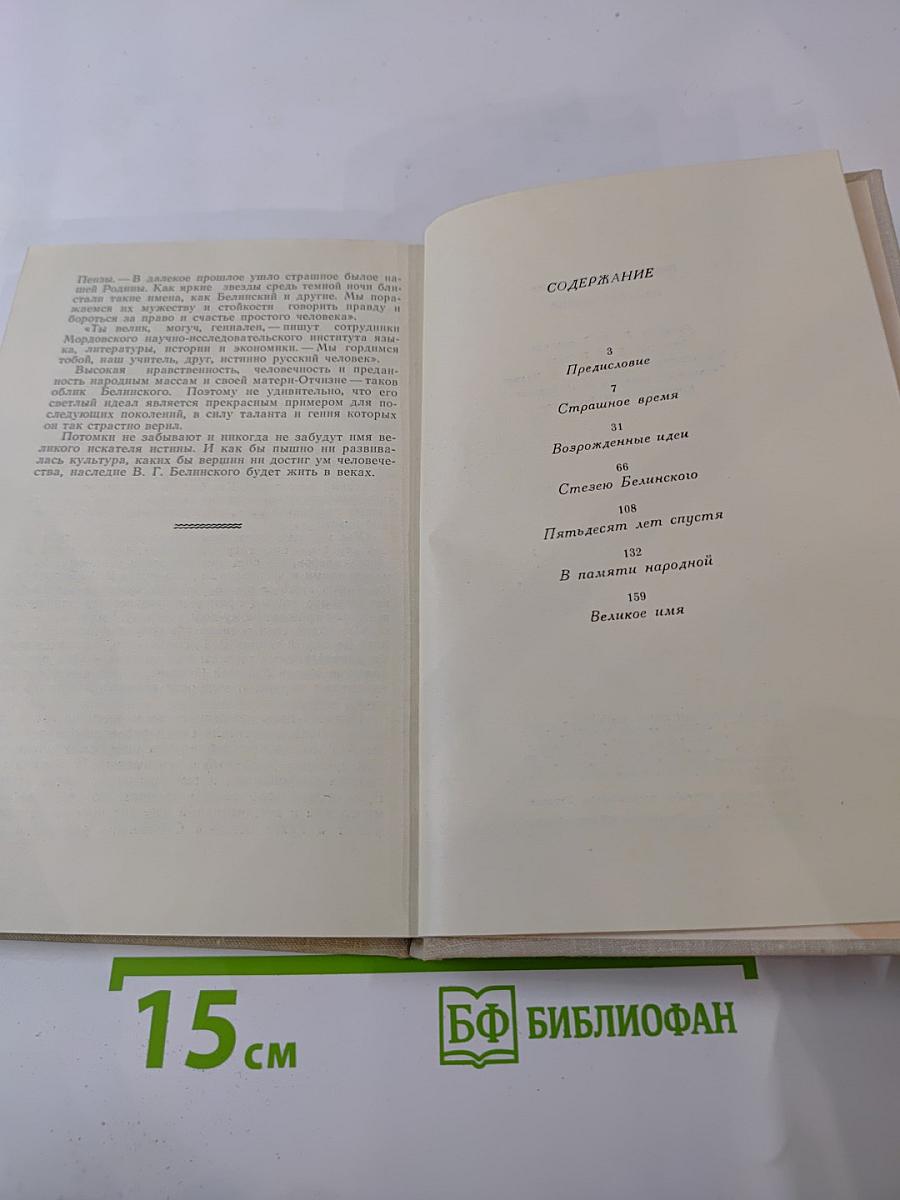 Пензы. — В далекое прошлое ушло страшное былое на-
шей Родины. Как яркие звезды средь темной ночи бли-
стали такие имена, как Белинский и другие. Мы пора-
жаемся их мужеству и стойкости говорить правду и
бороться за право и счастье простого человека».
«Ты велик, могуч, гениален, — пишут сотрудники
Мордовского научно-исследовательского института язы-
ка, литературы, истории и экономики. — Мы гордимся
тобой, наш учитель, друг, истинно русский человек».
Высокая нравственность, человечность и предан-
ность народным массам и своей матери-Отчизне — таков
облик Белинского. Поэтому не удивительно, что его
светлый идеал является прекрасным примером для по-
следующих поколений, в силу таланта и гения которых
он так страстно верил.
Потомки не забывают и никогда не забудут имя ве-
ликого искателя истины. И как бы пышно ни развива-
лась культура, каких бы вершин ни достиг ум человече-
ства, наследие В. Г. Белинского будет жить в веках.
СОДЕРЖАНИЕ
3
Предисловие
7
Страшное время
31
Возрожденные идеи
66
Стезею Белинского
108
Пятьдесят лет спустя
132
В памяти народной
159
Великое имя
15 см
БФ БИБЛИОФАН